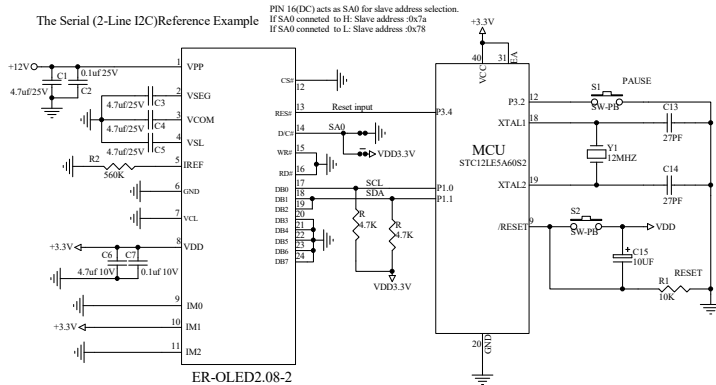 The Serial (2-Line I2C)Reference Example
PIN 16(DC) acts as SA0 for slave address selection.
If SA0 conneted to H: Slave address :0x7a
If SA0 conneted to L: Slave address :0x78
+12V
C1
4.7uf/25V
0.1uf 25V
C2
1
VPP
4.7uf/25V
C3
2
VSEG
4.7uf/25V
C4
3
VCOM
4.7uf/25V
C5
4
VSL
R2
560K
5
IREF
6
GND
7
VCL
+3.3V
8
VDD
C6
C7
4.7uf 10V
0.1uf 10V
9
IM0
+3.3V
10
IM1
11
IM2
ER-OLED2.08-2
CS#
12
RES#
13
Reset input
D/C#
14
SA0
VDD3.3V
WR#
15
RD#
16
DB0
17
SCL
DB1
18
SDA
DB2
19
DB3
20
DB4
21
DB5
22
DB6
23
DB7
24
R
4.7K
R
4.7K
VDD3.3V
+3.3V
40
VCC
31
EA
P3.4
P1.0
P1.1
MCU
STC12LE5A60S2
P3.2
12
XTAL1
18
XTAL2
19
/RESET
9
20
GND
S1
SW-PB
PAUSE
C13
27PF
Y1
12MHZ
C14
27PF
S2
SW-PB
VDD
C15
10UF
RESET
R1
10K